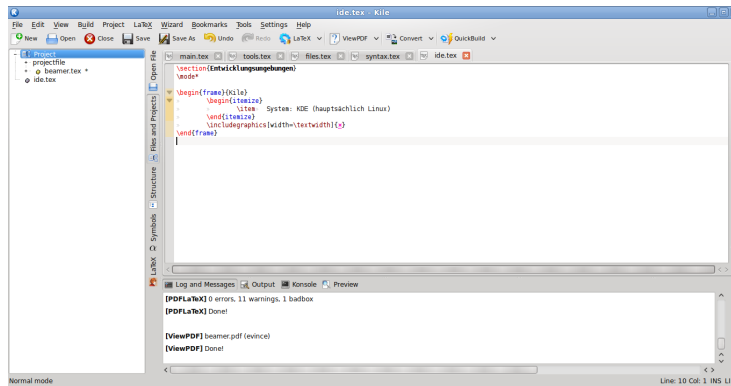 ide.tex - Kile
File Edit View Build Project LaTeX Wizard Bookmarks Tools Settings Help
New Open Close Save Save As Undo Redo LaTeX ViewPDF Convert QuickBuild
Project
projectfile
beamer.tex *
ide.tex
Open File
Files and Projects
Structure
Symbols
LaTeX
main.tex tools.tex files.tex syntax.tex ide.tex
\section{Entwicklungsungebungen}
\mode*
\begin{frame}{Kile}
\begin{itemize}
\item System: KDE (hauptsächlich Linux)
\end{itemize}
\includegraphics[width=\textwidth]{×}
\end{frame}
Log and Messages Output Konsole Preview
[PDFLaTeX] 0 errors, 11 warnings, 1 badbox
[PDFLaTeX] Done!
[ViewPDF] beamer.pdf (evince)
[ViewPDF] Done!
Normal mode
Line: 10 Col: 1 INS LI